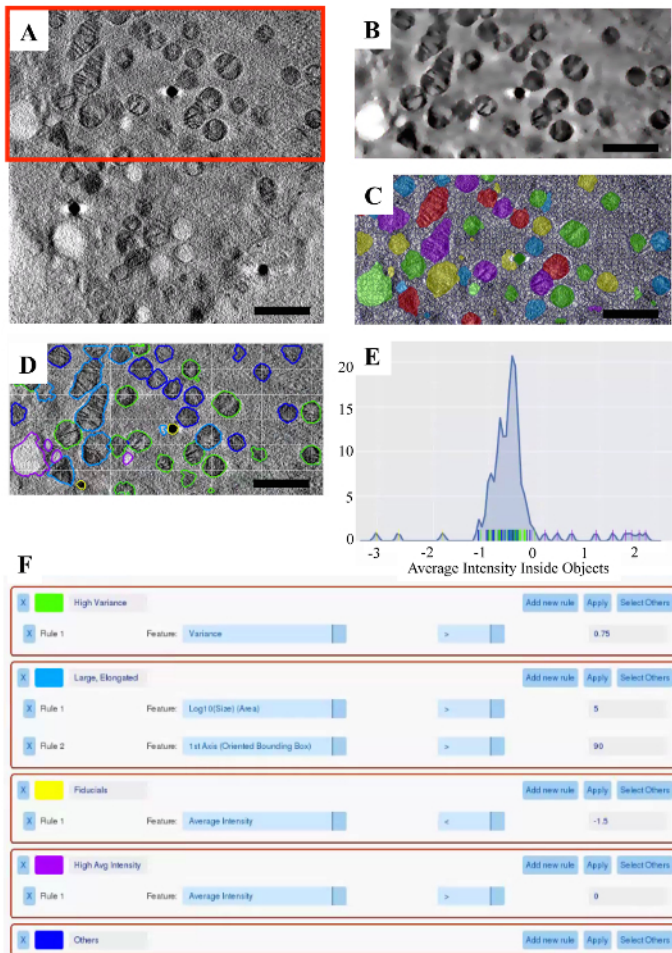 A
B
C
D
E
20
15
10
5
0
-3 -2 -1 0 1 2
Average Intensity Inside Objects
F
X High Variance Add new rule Apply Select Others
X Rule 1 Feature: Variance > 0.75
X Large, Elongated Add new rule Apply Select Others
X Rule 1 Feature: Log10(Size) (Area) > 5
X Rule 2 Feature: 1st Axis (Oriented Bounding Box) > 90
X Fiducials Add new rule Apply Select Others
X Rule 1 Feature: Average Intensity < -1.5
X High Avg Intensity Add new rule Apply Select Others
X Rule 1 Feature: Average Intensity > 0
X Others Add new rule Apply Select Others